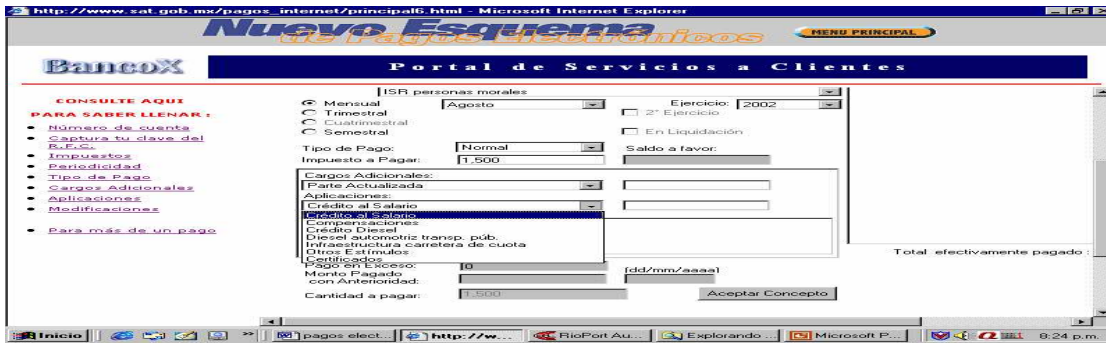 http://www.sat.gob.mx/pagos_internet/principal6.html - Microsoft Internet Explorer
Nuevo Esquema
de Pagos Electrónicos
MENU PRINCIPAL
BancoX
Portal de Servicios a Clientes
CONSULTE AQUI
PARA SABER LLENAR :
Número de cuenta
Captura tu clave del
R.F.C.
Impuestos
Periodicidad
Tipo de Pago
Cargos Adicionales
Aplicaciones
Modificaciones
Para más de un pago
ISR personas morales
Mensual Agosto Ejercicio: 2002
Trimestral 2° Ejercicio
Cuatrimestral
Semestral En Liquidación
Tipo de Pago: Normal Saldo a favor:
Impuesto a Pagar: 1,500
Cargos Adicionales:
Parte Actualizada
Aplicaciones:
Crédito al Salario
Crédito al Salario
Compensaciones
Crédito Diesel
Diesel automotriz transp. púb.
Infraestructura carretera de cuota
Otros Estímulos
Certificados
Total efectivamente pagado :
Pago en Exceso: 0 (dd/mm/aaaa)
Monto Pagado
con Anterioridad:
Cantidad a pagar: 1,500 Aceptar Concepto
Inicio pagos elect... http://w... RioPort Au... Explorando ... Microsoft P... 8:24 p.m.